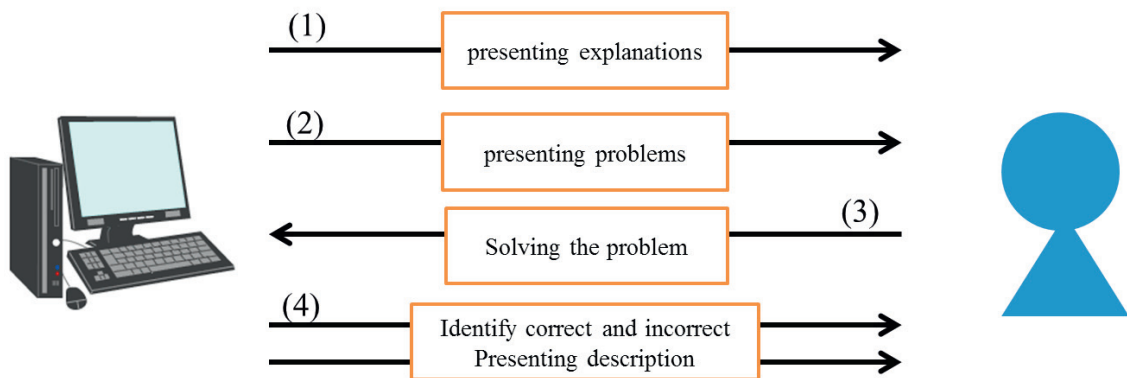 (1)
presenting explanations
(2)
presenting problems
(3)
Solving the problem
(4)
Identify correct and incorrect
Presenting description